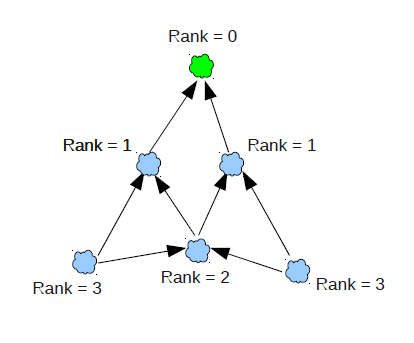 Rank = 0
Rank = 1
Rank = 1
Rank = 2
Rank = 3
Rank = 3